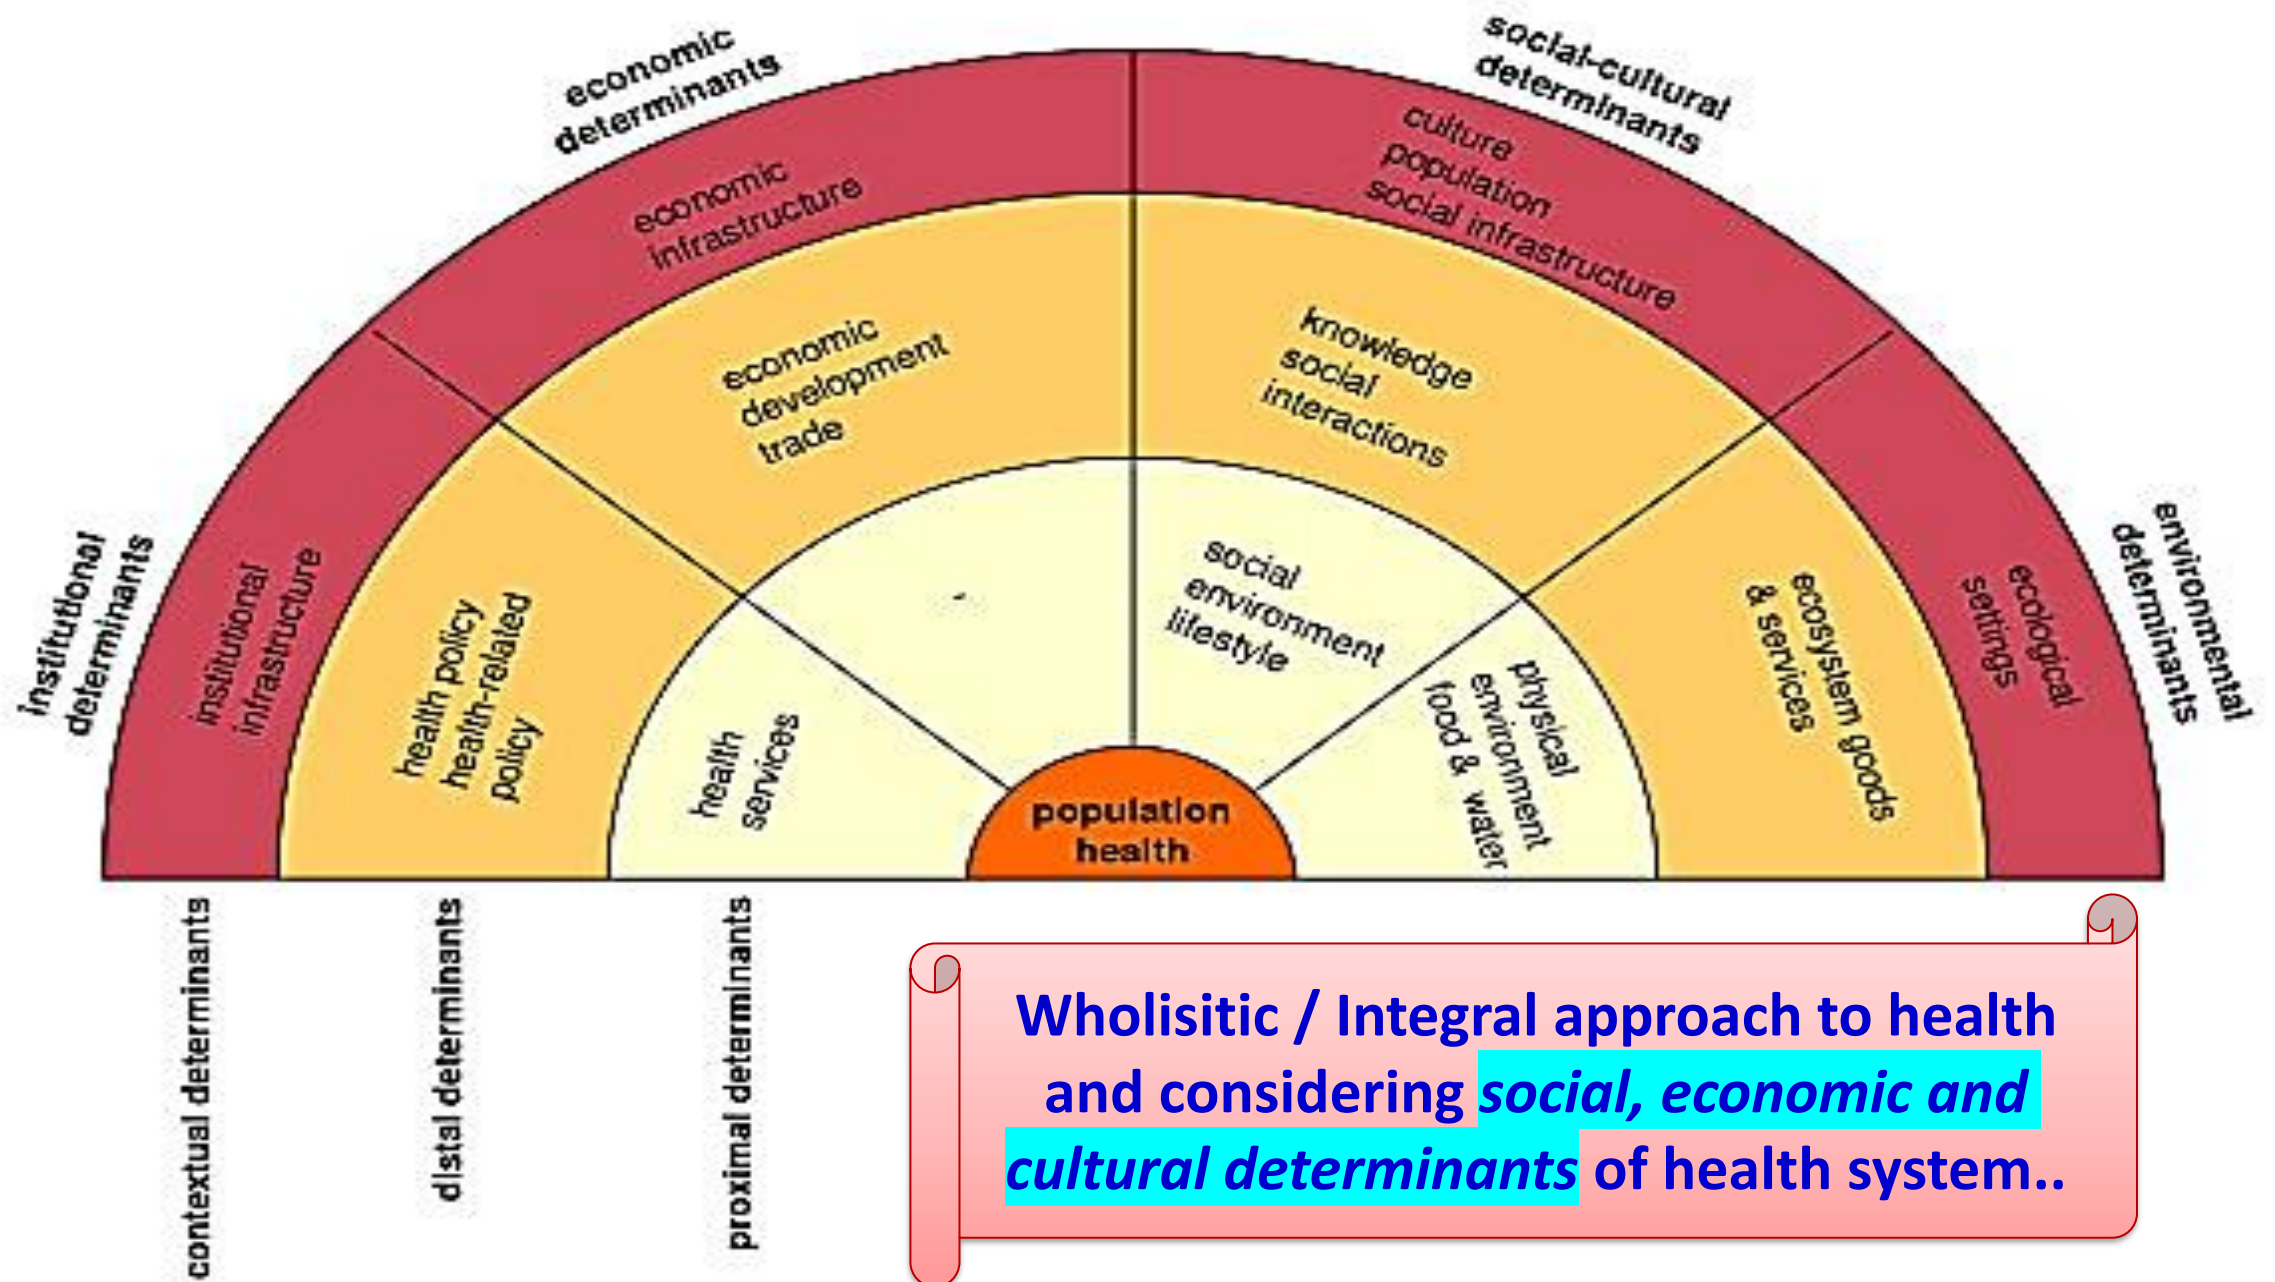 economic
determinants
social-cultural
determinants
economic
infrastructure
culture
population
social infrastructure
economic
development
trade
knowledge
social
interactions
institutional
determinants
institutional
infrastructure
health policy
health-related
policy
health
services
social
environment
lifestyle
physical
environment
food & water
ecosystem goods
& services
ecological
settings
environmental
determinants
population
health
contextual determinants
distal determinants
proximal determinants
Wholisitic / Integral approach to health
and considering social, economic and
cultural determinants of health system..